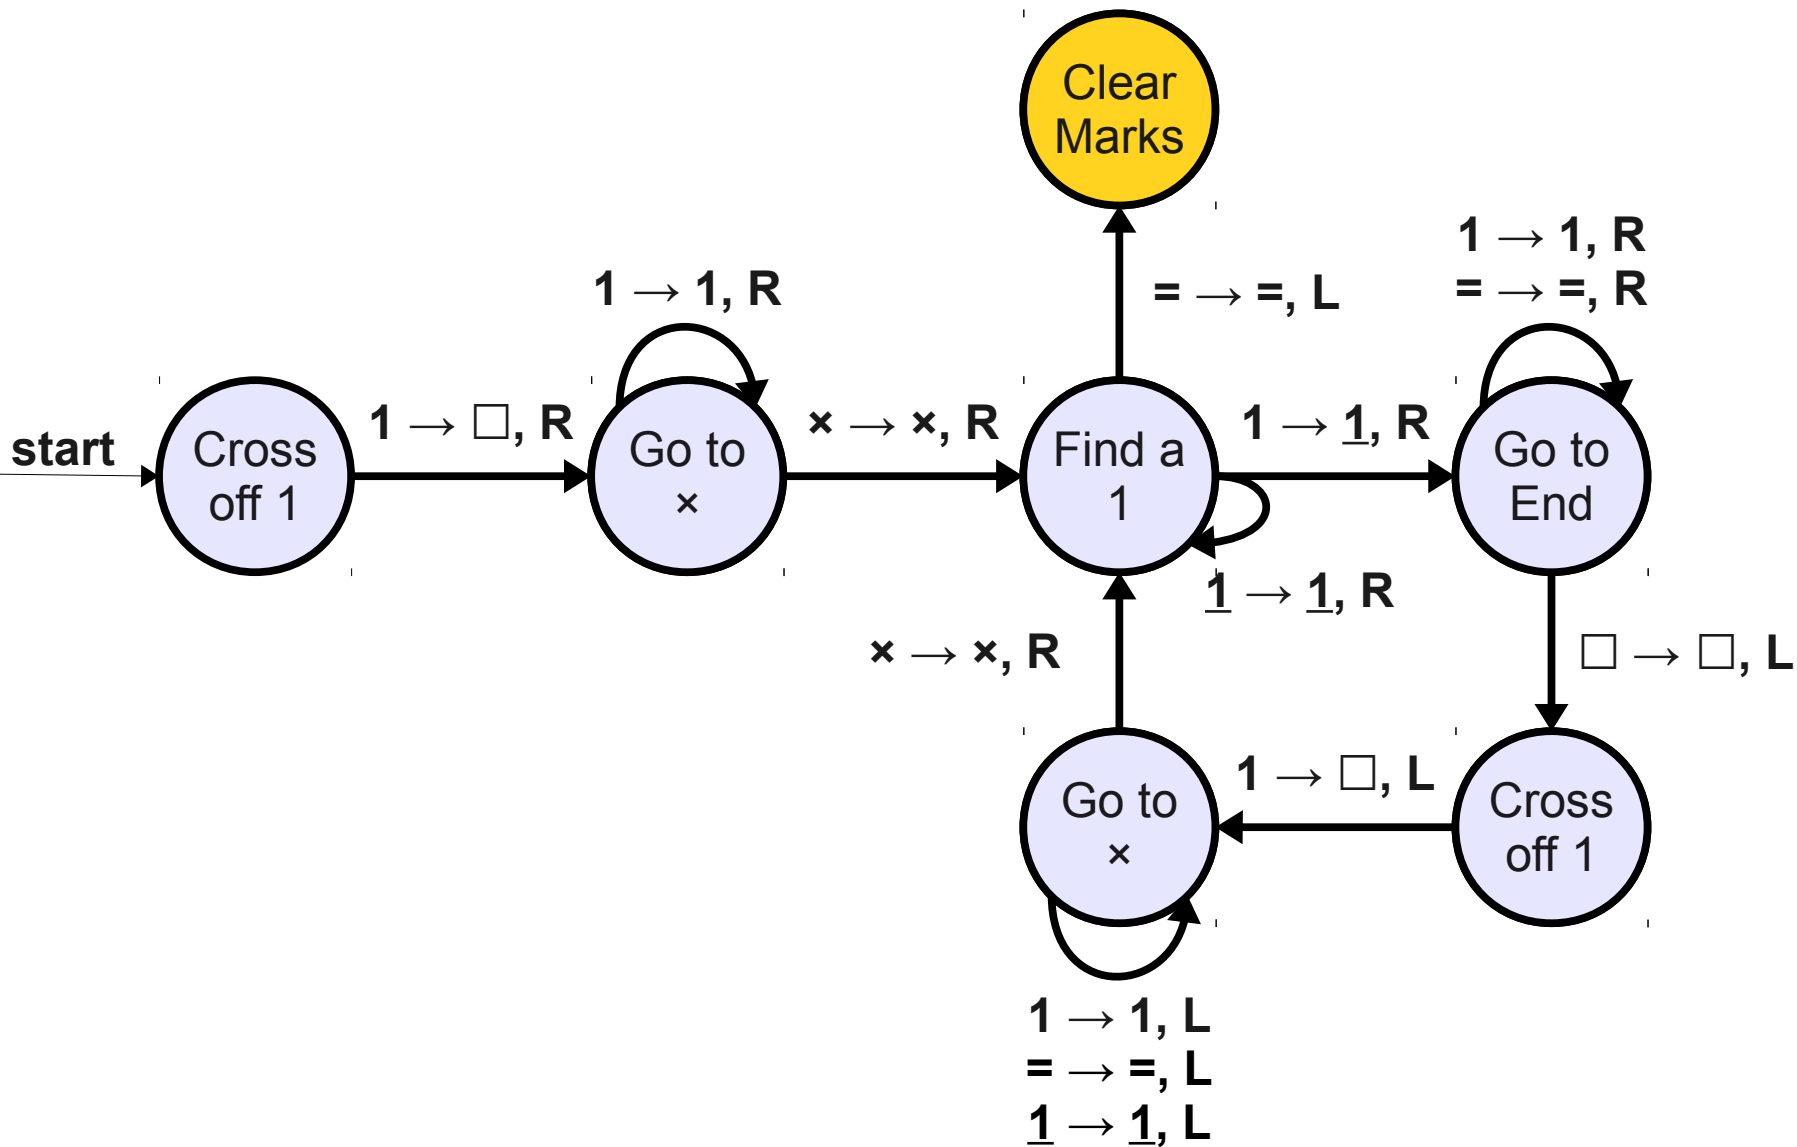 Clear
Marks
1 → 1, R
= → =, R
1 → 1, R
= → =, L
start
Cross
off 1
1 → □, R
Go to
×
× → ×, R
Find a
1
1 → 1̲, R
Go to
End
1̲ → 1̲, R
× → ×, R
□ → □, L
Go to
×
1 → □, L
Cross
off 1
1 → 1, L
= → =, L
1̲ → 1̲, L